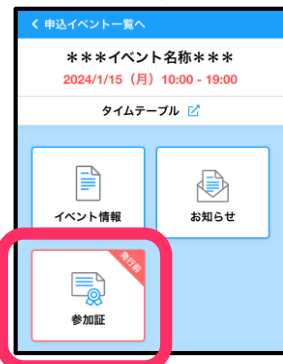 申込イベント一覧へ
＊＊＊イベント名称＊＊＊
2024/1/15（月）10:00 - 19:00
タイムテーブル
イベント情報
お知らせ
発行前
参加証